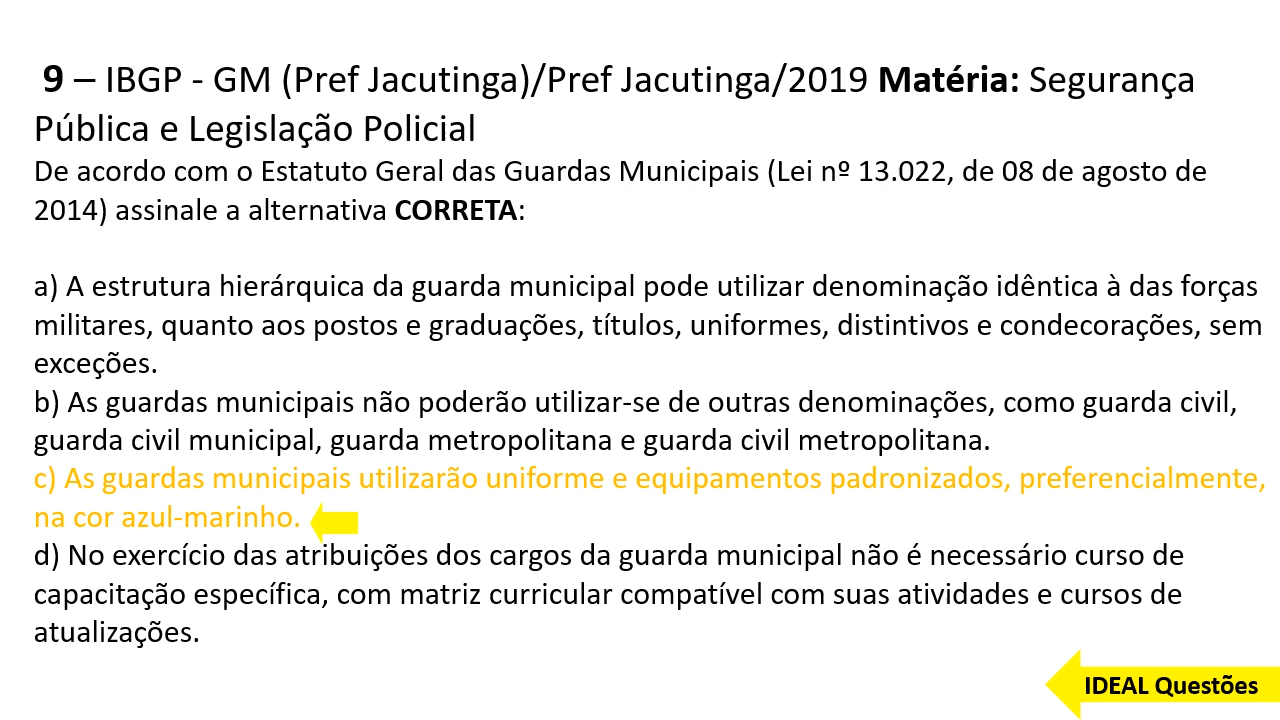 9 – IBGP - GM (Pref Jacutinga)/Pref Jacutinga/2019 Matéria: Segurança
Pública e Legislação Policial
De acordo com o Estatuto Geral das Guardas Municipais (Lei nº 13.022, de 08 de agosto de
2014) assinale a alternativa CORRETA:
a) A estrutura hierárquica da guarda municipal pode utilizar denominação idêntica à das forças
militares, quanto aos postos e graduações, títulos, uniformes, distintivos e condecorações, sem
exceções.
b) As guardas municipais não poderão utilizar-se de outras denominações, como guarda civil,
guarda civil municipal, guarda metropolitana e guarda civil metropolitana.
c) As guardas municipais utilizarão uniforme e equipamentos padronizados, preferencialmente,
na cor azul-marinho.
d) No exercício das atribuições dos cargos da guarda municipal não é necessário curso de
capacitação específica, com matriz curricular compatível com suas atividades e cursos de
atualizações.
IDEAL Questões